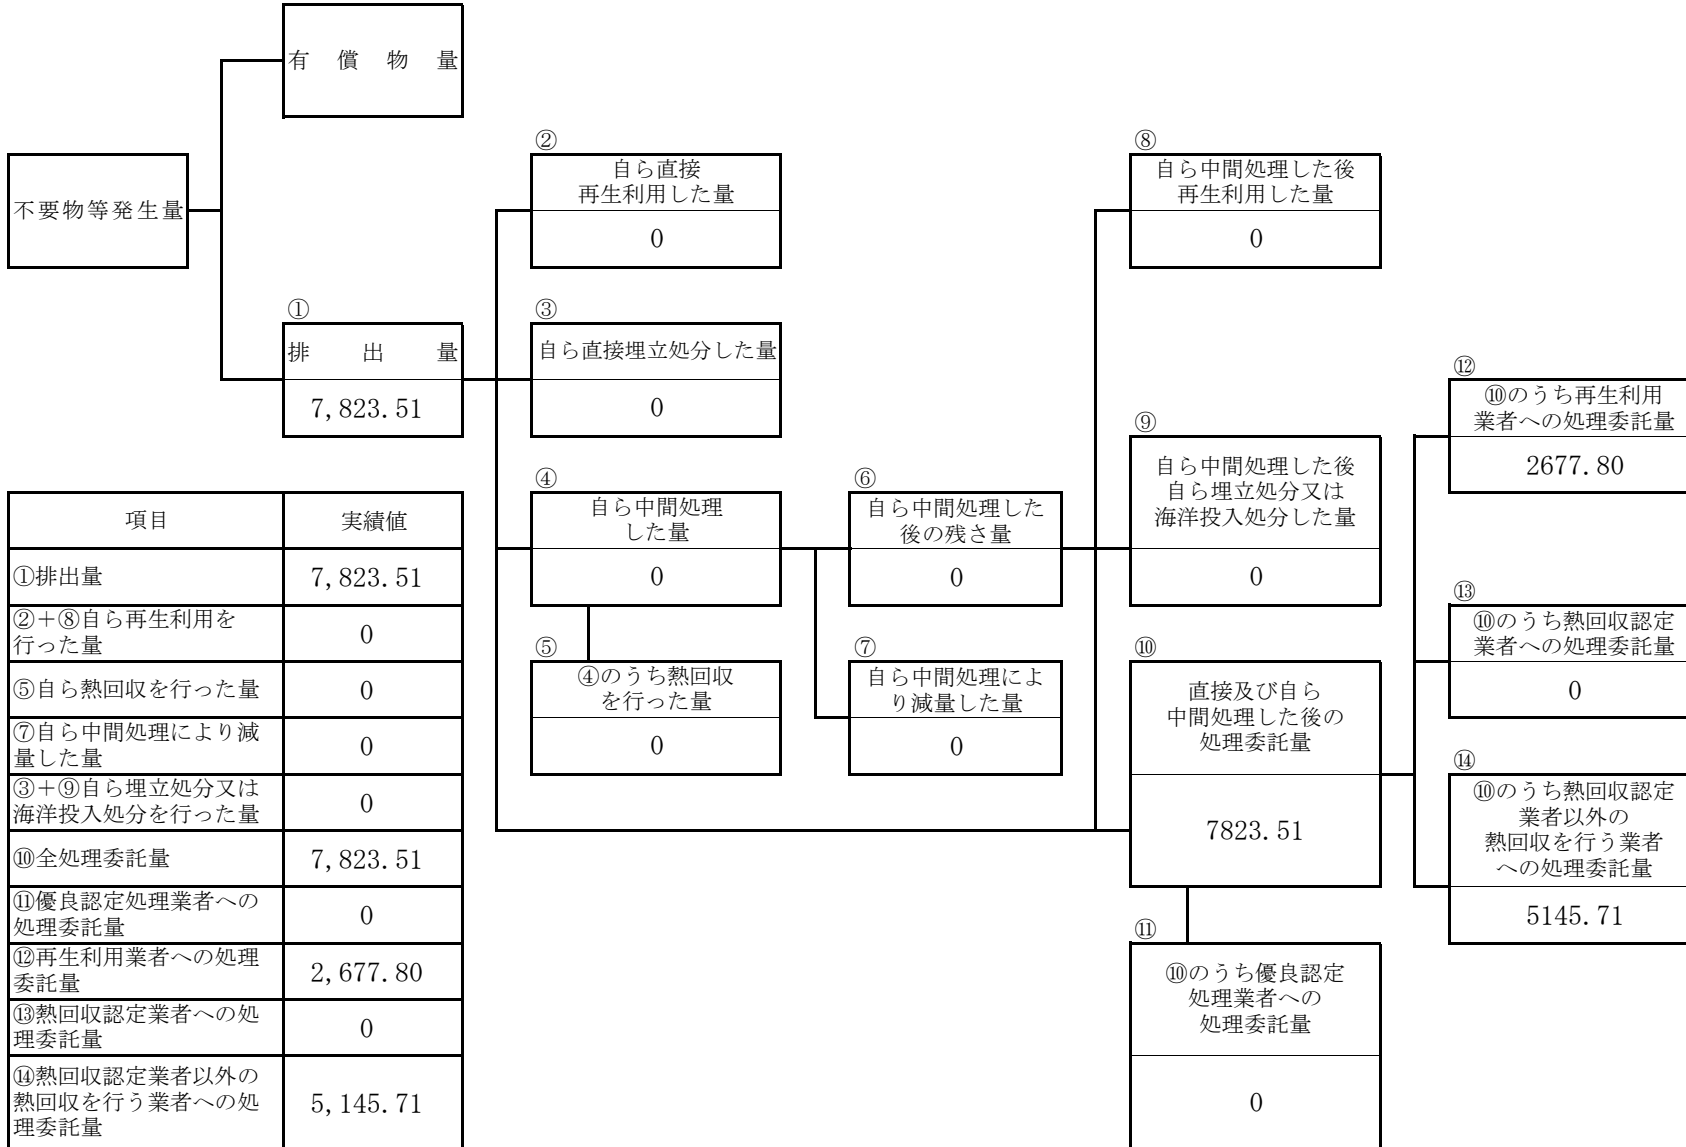 有償物量
不要物等発生量
①
排出量
7,823.51
②
自ら直接
再生利用した量
0
③
自ら直接埋立処分した量
0
④
自ら中間処理
した量
0
⑤
④のうち熱回収
を行った量
0
⑥
自ら中間処理した
後の残さ量
0
⑦
自ら中間処理によ
り減量した量
0
⑧
自ら中間処理した後
再生利用した量
0
⑨
自ら中間処理した後
自ら埋立処分又は
海洋投入処分した量
0
⑩
直接及び自ら
中間処理した後の
処理委託量
7823.51
⑪
⑩のうち優良認定
処理業者への
処理委託量
0
⑫
⑩のうち再生利用
業者への処理委託量
2677.80
⑬
⑩のうち熱回収認定
業者への処理委託量
0
⑭
⑩のうち熱回収認定
業者以外の
熱回収を行う業者
への処理委託量
5145.71
項目 実績値
①排出量 7,823.51
②+⑧自ら再生利用を
行った量 0
⑤自ら熱回収を行った量 0
⑦自ら中間処理により減
量した量 0
③+⑨自ら埋立処分又は
海洋投入処分を行った量 0
⑩全処理委託量 7,823.51
⑪優良認定処理業者への
処理委託量 0
⑫再生利用業者への処理
委託量 2,677.80
⑬熱回収認定業者への処
理委託量 0
⑭熱回収認定業者以外の
熱回収を行う業者への処
理委託量 5,145.71